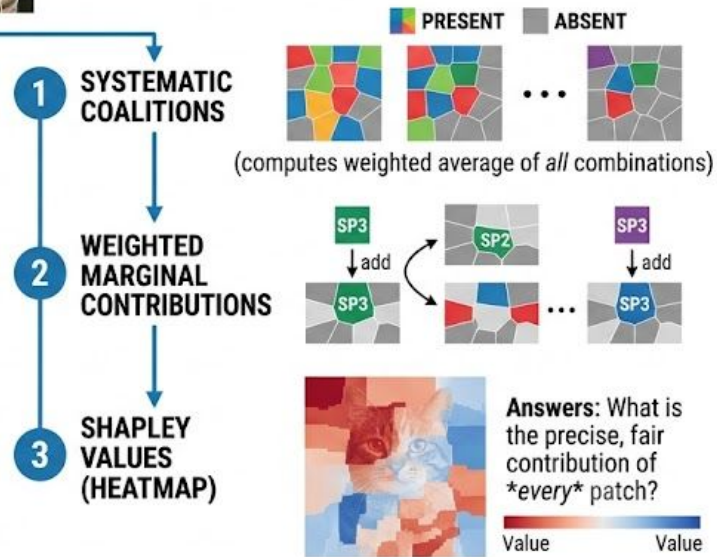 PRESENT
ABSENT
1
SYSTEMATIC
COALITIONS
(computes weighted average of all combinations)
2
WEIGHTED
MARGINAL
CONTRIBUTIONS
SP3
add
SP3
SP2
...
SP3
add
SP3
3
SHAPLEY
VALUES
(HEATMAP)
Answers: What is
the precise, fair
contribution of
*every* patch?
Value
Value